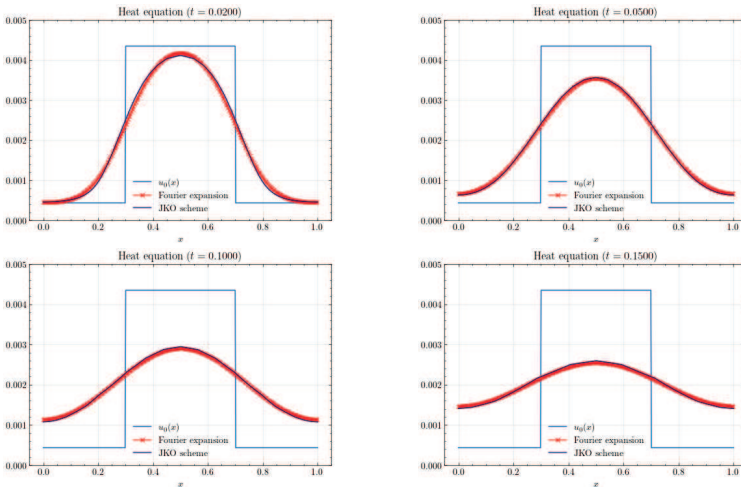 Heat equation (t = 0.0200)
0.005
0.004
0.003
0.002
0.001
0.000
u₀(x)
Fourier expansion
JKO scheme
0.0 0.2 0.4 0.6 0.8 1.0
x
Heat equation (t = 0.0500)
0.005
0.004
0.003
0.002
0.001
0.000
u₀(x)
Fourier expansion
JKO scheme
0.0 0.2 0.4 0.6 0.8 1.0
x
Heat equation (t = 0.1000)
0.005
0.004
0.003
0.002
0.001
0.000
u₀(x)
Fourier expansion
JKO scheme
0.0 0.2 0.4 0.6 0.8 1.0
x
Heat equation (t = 0.1500)
0.005
0.004
0.003
0.002
0.001
0.000
u₀(x)
Fourier expansion
JKO scheme
0.0 0.2 0.4 0.6 0.8 1.0
x